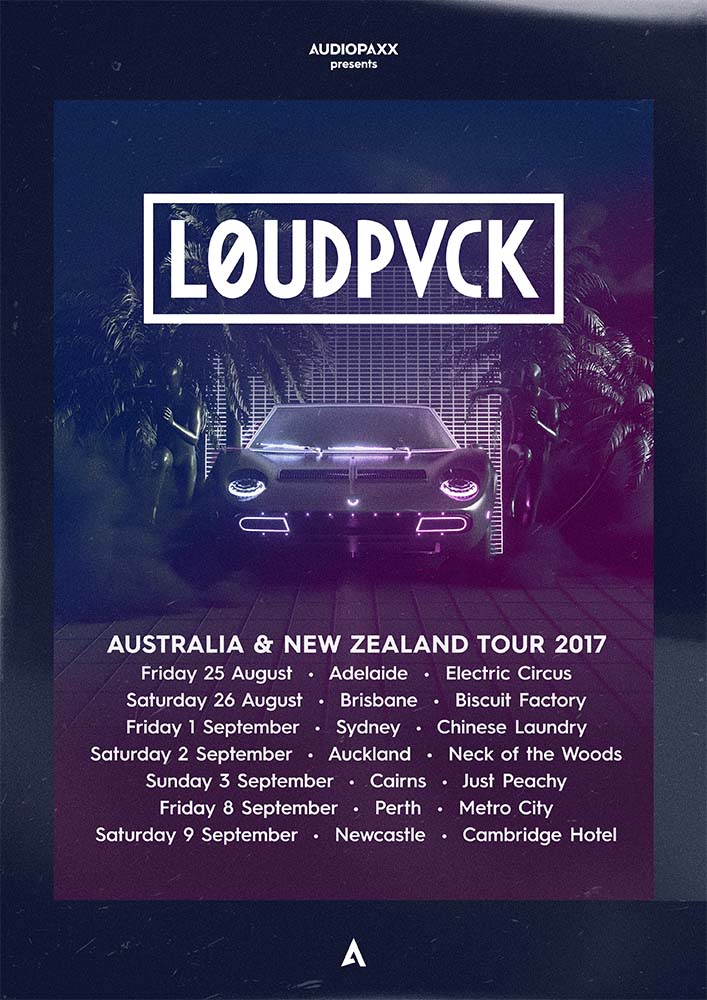 AUDIOPAXX
presents
LØUDPVCK
AUSTRALIA & NEW ZEALAND TOUR 2017
Friday 25 August • Adelaide • Electric Circus
Saturday 26 August • Brisbane • Biscuit Factory
Friday 1 September • Sydney • Chinese Laundry
Saturday 2 September • Auckland • Neck of the Woods
Sunday 3 September • Cairns • Just Peachy
Friday 8 September • Perth • Metro City
Saturday 9 September • Newcastle • Cambridge Hotel